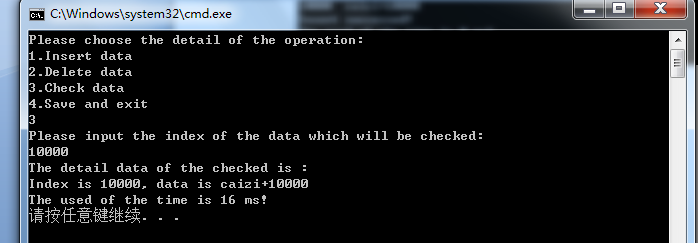 C:\Windows\system32\cmd.exe
Please choose the detail of the operation:
1.Insert data
2.Delete data
3.Check data
4.Save and exit
3
Please input the index of the data which will be checked:
10000
The detail data of the checked is :
Index is 10000, data is caizi+10000
The used of the time is 16 ms!
请按任意键继续. . .